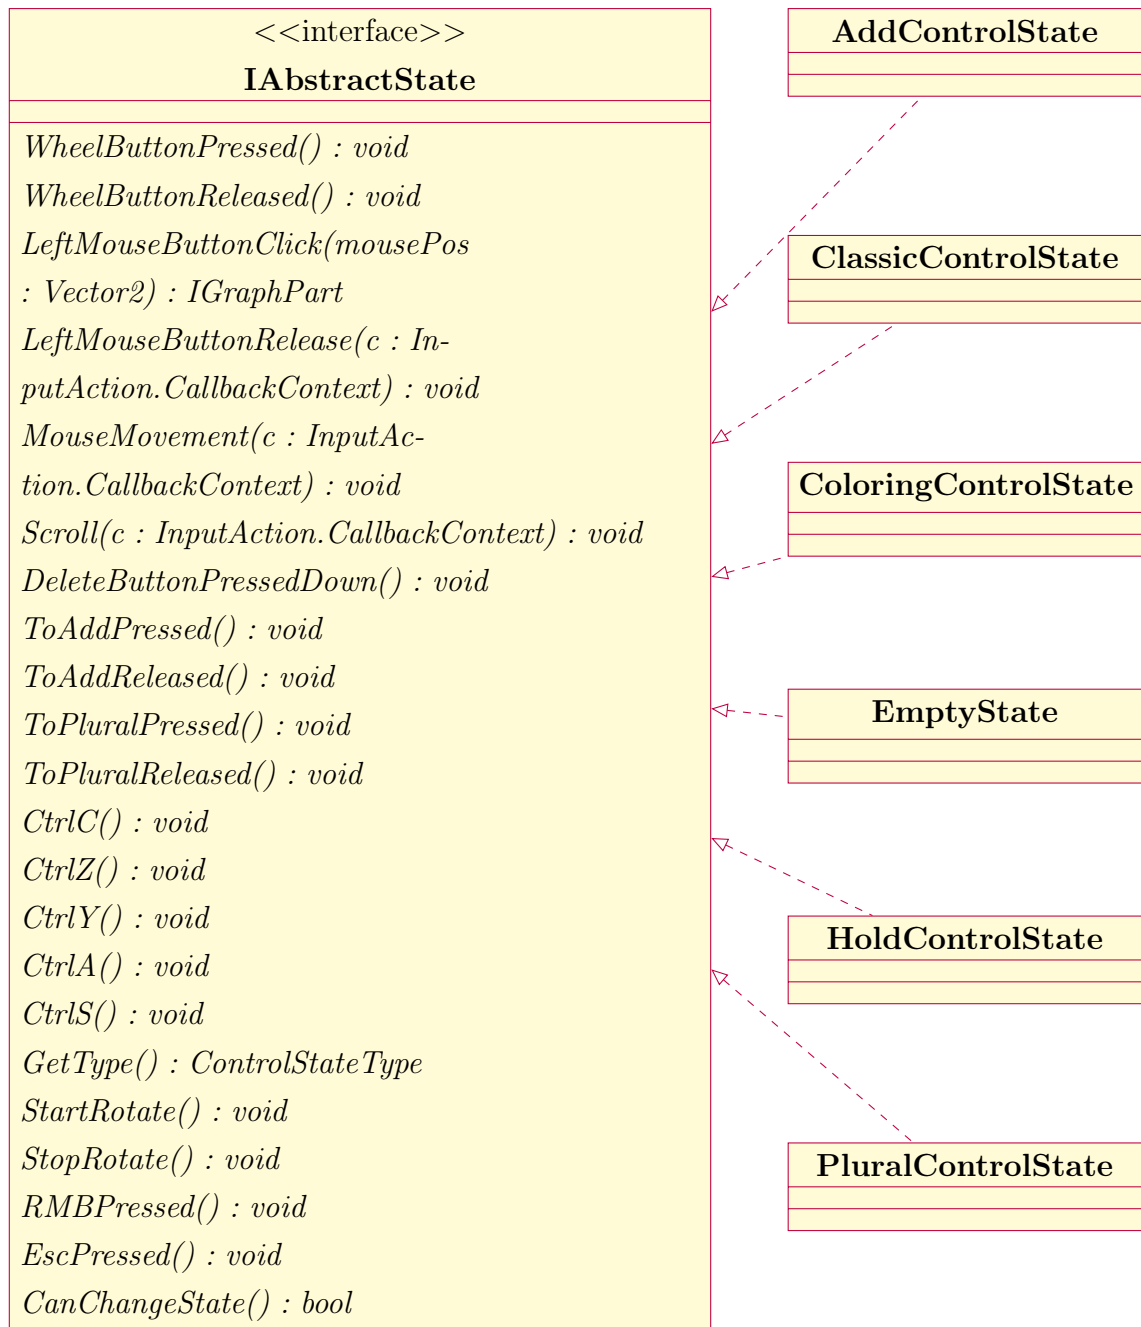 <<interface>>
IAbstractState
WheelButtonPressed() : void
WheelButtonReleased() : void
LeftMouseButtonClick(mousePos
: Vector2) : IGraphPart
LeftMouseButtonRelease(c : In-
putAction.CallbackContext) : void
MouseMovement(c : InputAc-
tion.CallbackContext) : void
Scroll(c : InputAction.CallbackContext) : void
DeleteButtonPressedDown() : void
ToAddPressed() : void
ToAddReleased() : void
ToPluralPressed() : void
ToPluralReleased() : void
CtrlC() : void
CtrlZ() : void
CtrlY() : void
CtrlA() : void
CtrlS() : void
GetType() : ControlStateType
StartRotate() : void
StopRotate() : void
RMBPressed() : void
EscPressed() : void
CanChangeState() : bool
AddControlState
ClassicControlState
ColoringControlState
EmptyState
HoldControlState
PluralControlState